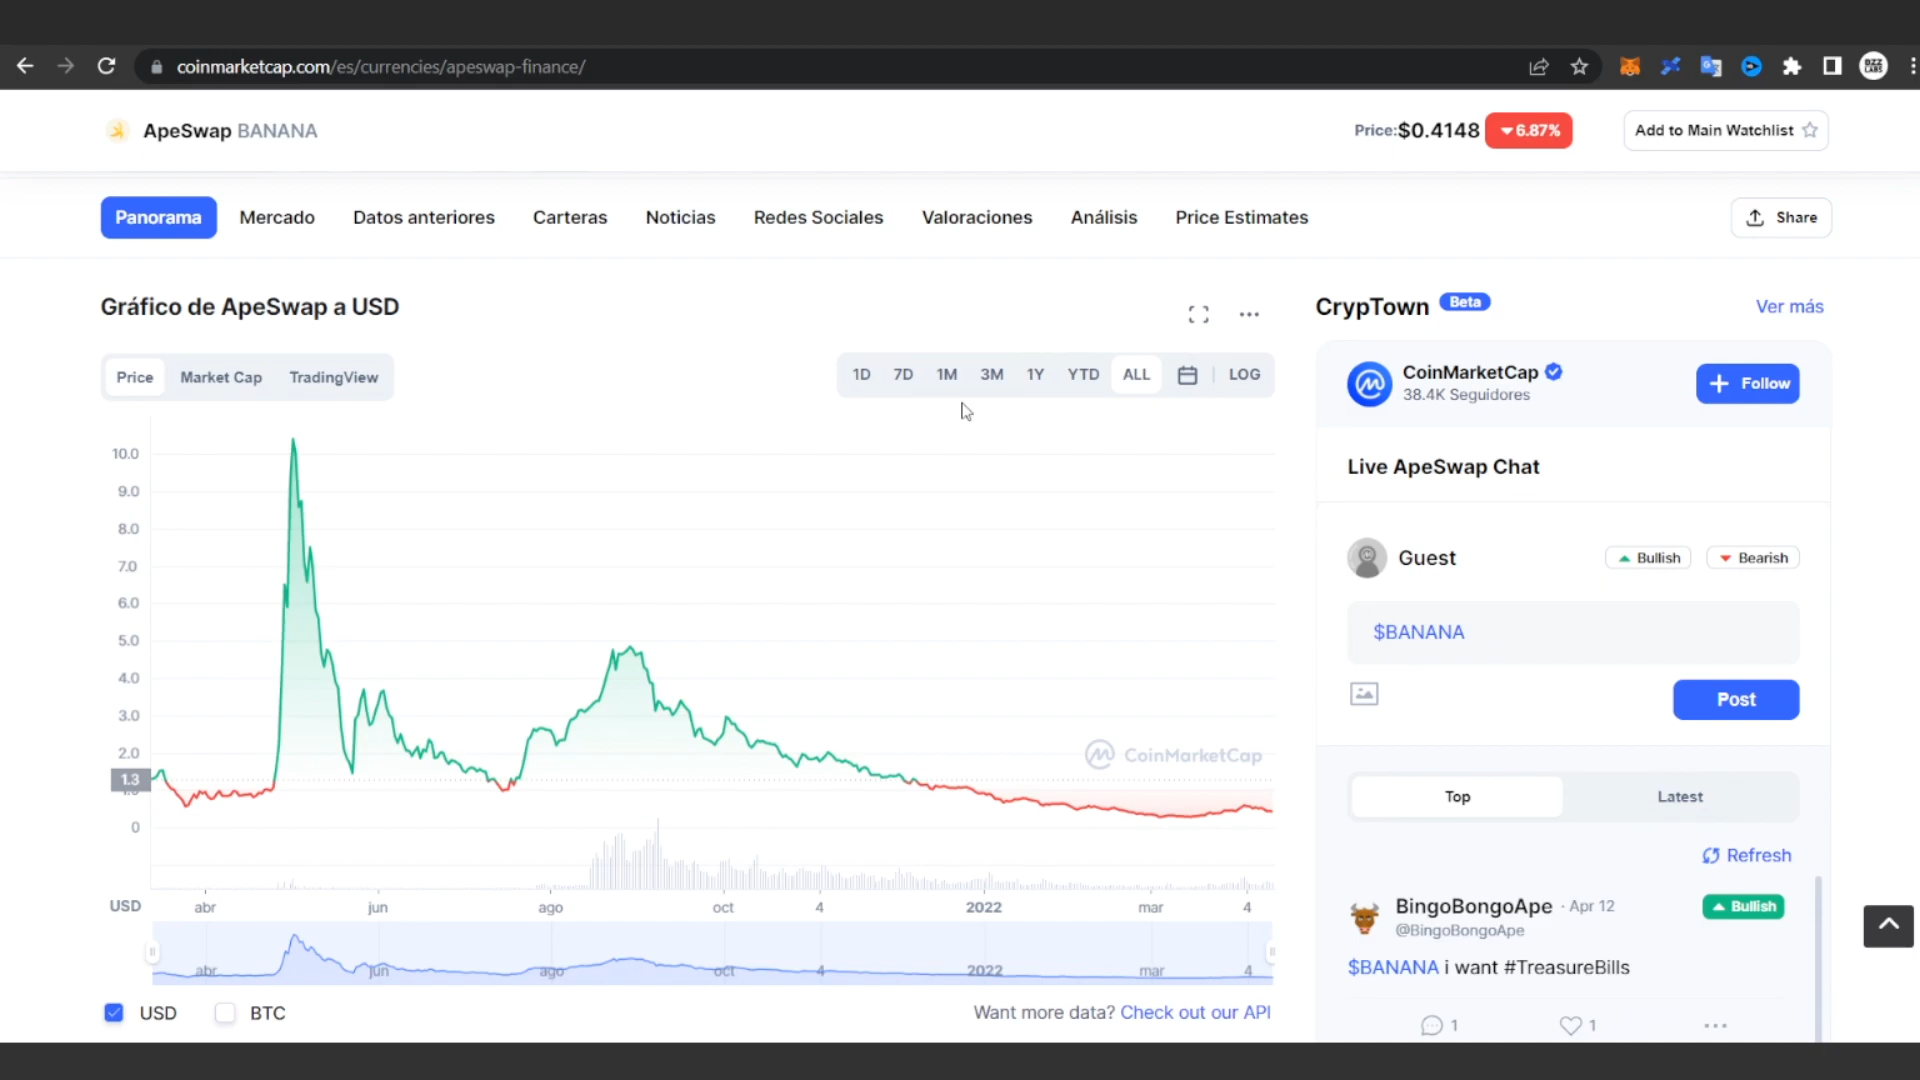 coinmarketcap.com/es/currencies/apeswap-finance/
BZZ LABS
ApeSwap BANANA
Price:$0.4148 6.87%
Add to Main Watchlist
Panorama Mercado Datos anteriores Carteras Noticias Redes Sociales Valoraciones Análisis Price Estimates
Share
Gráfico de ApeSwap a USD
Price Market Cap TradingView
1D 7D 1M 3M 1Y YTD ALL LOG
10.0
9.0
8.0
7.0
6.0
5.0
4.0
3.0
2.0
1.3
0
CoinMarketCap
USD abr jun ago oct 4 2022 mar 4
abr jun ago oct 4 2022 mar 4
USD BTC
Want more data? Check out our API
CrypTown Beta
Ver más
CoinMarketCap
38.4K Seguidores
+ Follow
Live ApeSwap Chat
Guest
Bullish Bearish
$BANANA
Post
Top Latest
Refresh
BingoBongoApe · Apr 12
Bullish
@BingoBongoApe
$BANANA i want #TreasureBills
1 1